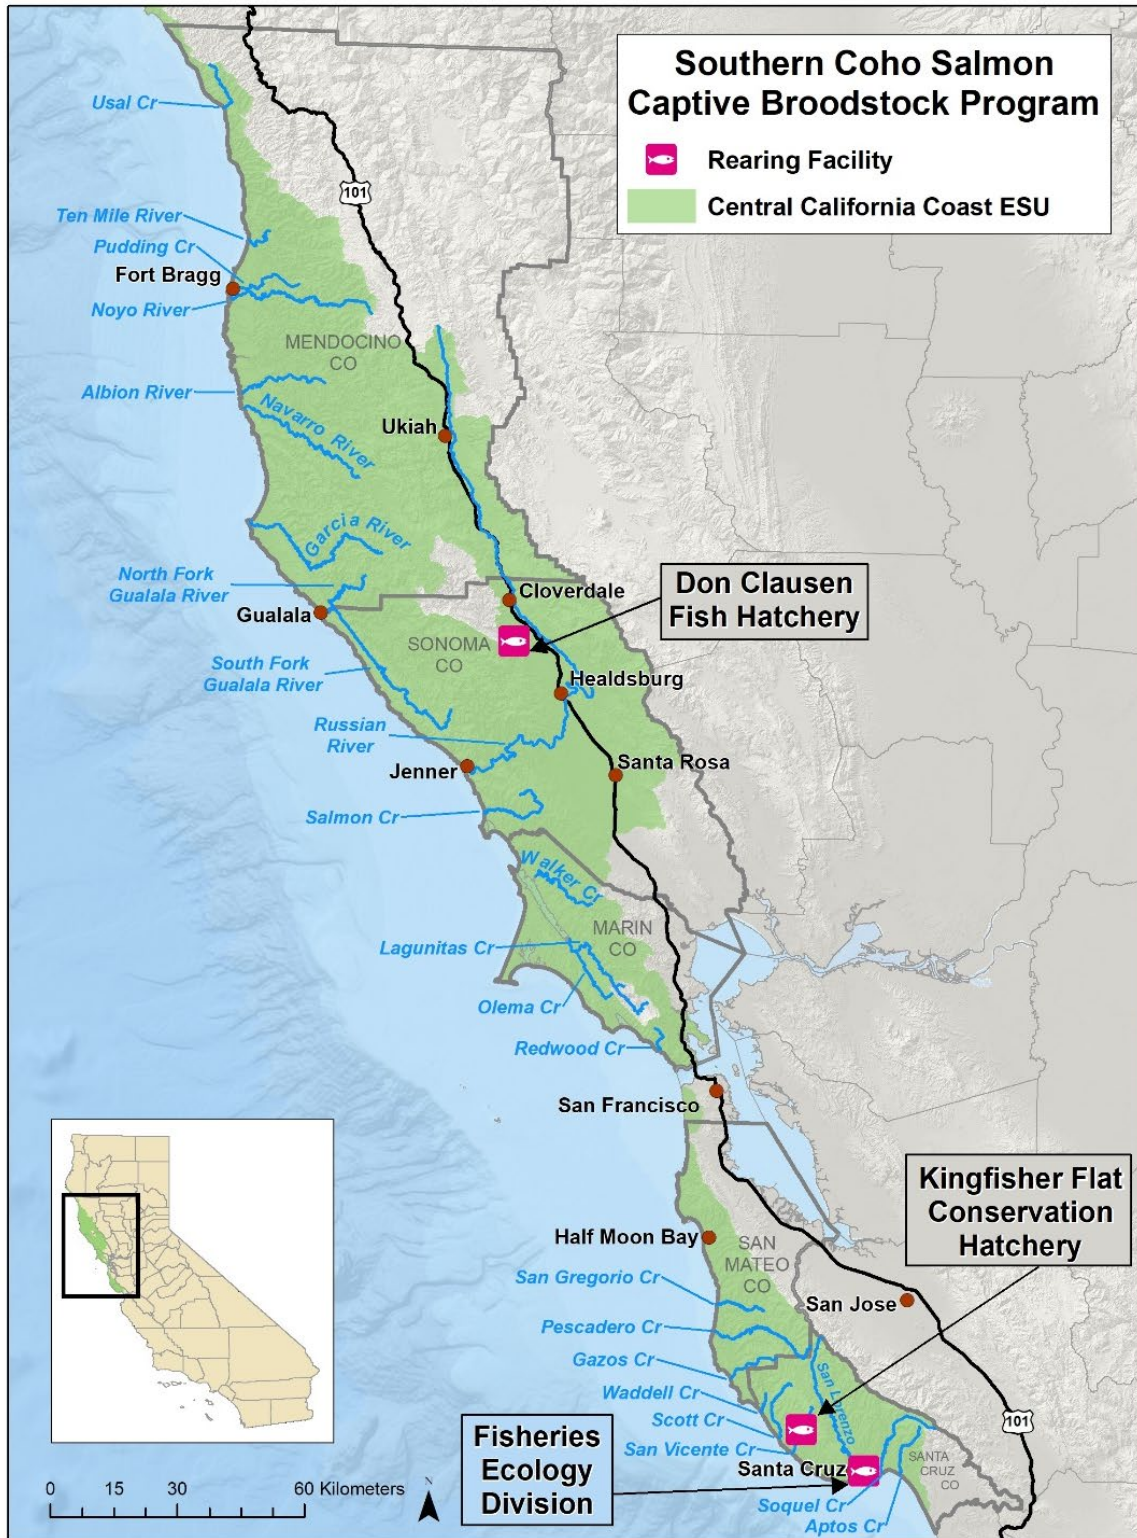 Southern Coho Salmon
Captive Broodstock Program
Rearing Facility
Central California Coast ESU
Usal Cr
101
Ten Mile River
Pudding Cr
Fort Bragg
Noyo River
MENDOCINO
CO
Albion River
Navarro River
Ukiah
Garcia River
North Fork
Gualala River
Gualala
Cloverdale
Don Clausen
Fish Hatchery
SONOMA
CO
South Fork
Gualala River
Healdsburg
Russian
River
Jenner
Santa Rosa
Salmon Cr
Walker Cr
MARIN
CO
Lagunitas Cr
Olema Cr
Redwood Cr
San Francisco
Kingfisher Flat
Conservation
Hatchery
Half Moon Bay
SAN
MATEO
CO
San Gregorio Cr
San Jose
Pescadero Cr
Gazos Cr
Waddell Cr
San Lorenzo
Scott Cr
101
San Vicente Cr
Fisheries
Ecology
Division
Santa Cruz
SANTA
CRUZ
CO
Soquel Cr
Aptos Cr
0 15 30 60 Kilometers
N